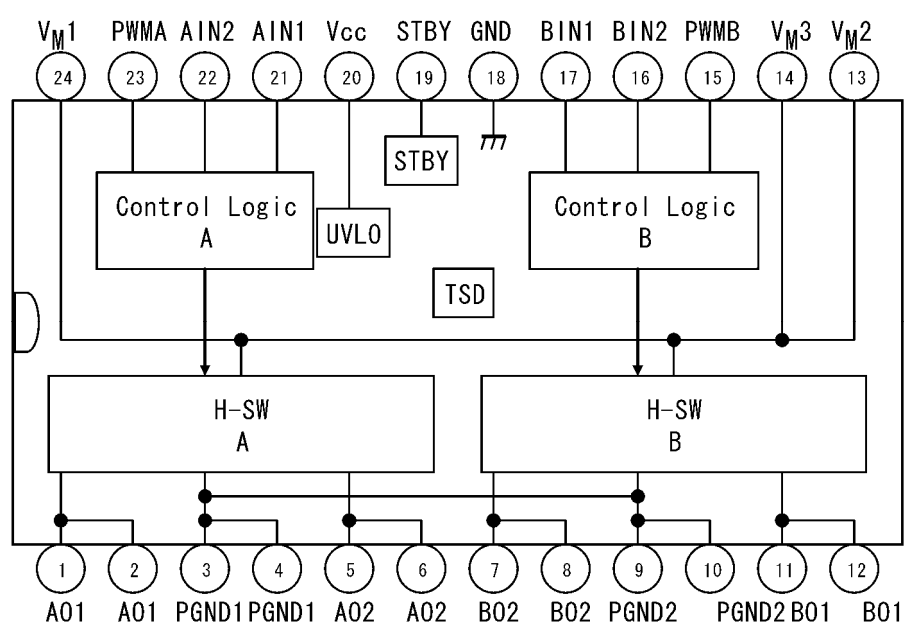 VM1 PWMA AIN2 AIN1 Vcc STBY GND BIN1 BIN2 PWMB VM3 VM2
24 23 22 21 20 19 18 17 16 15 14 13
STBY
Control Logic
A
UVLO
Control Logic
B
TSD
H-SW
A
H-SW
B
1 2 3 4 5 6 7 8 9 10 11 12
AO1 AO1 PGND1 PGND1 AO2 AO2 BO2 BO2 PGND2 PGND2 BO1 BO1